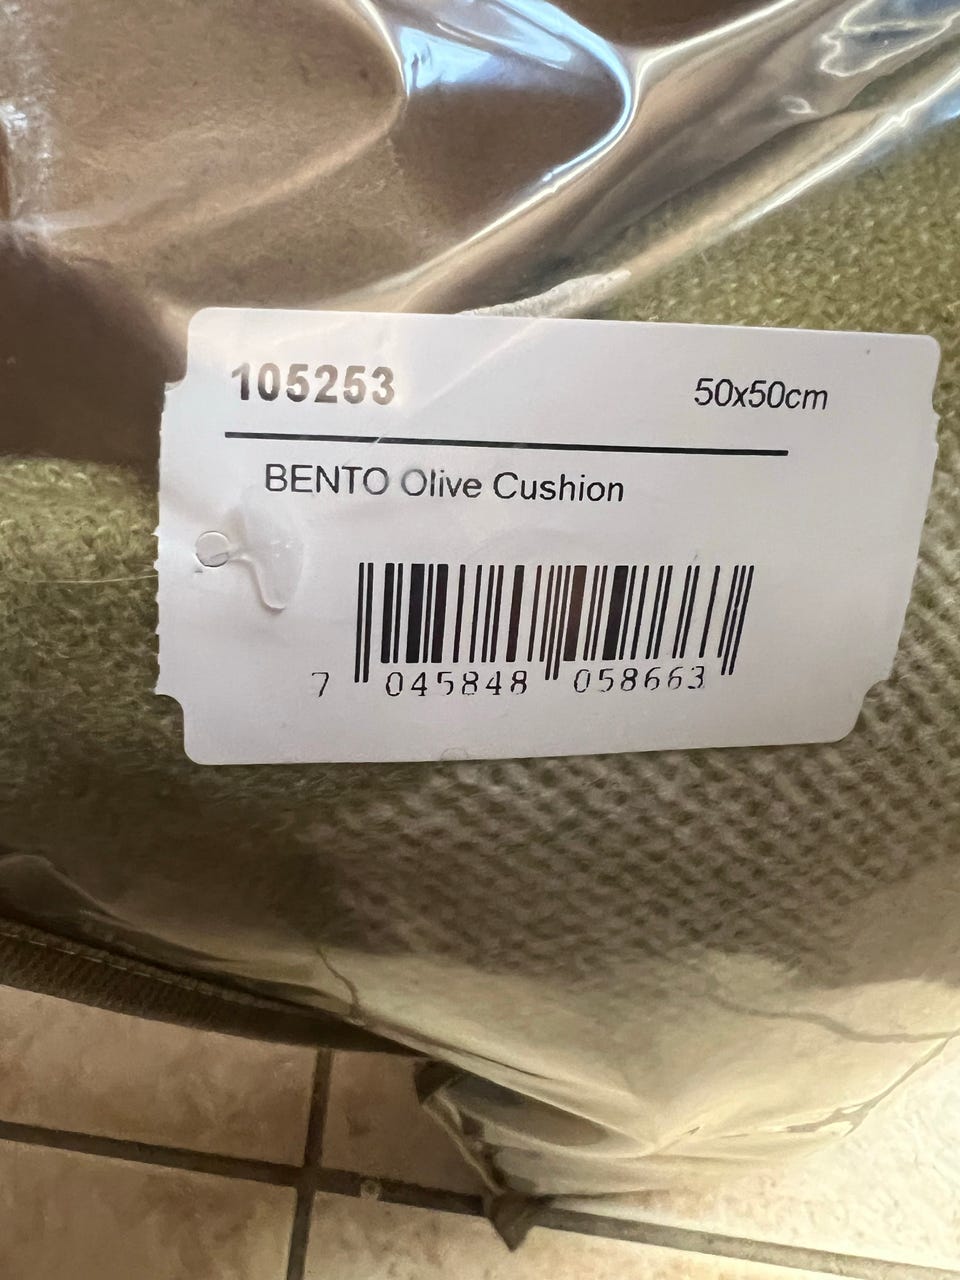 105253 50x50cm
BENTO Olive Cushion
7 045848 058663